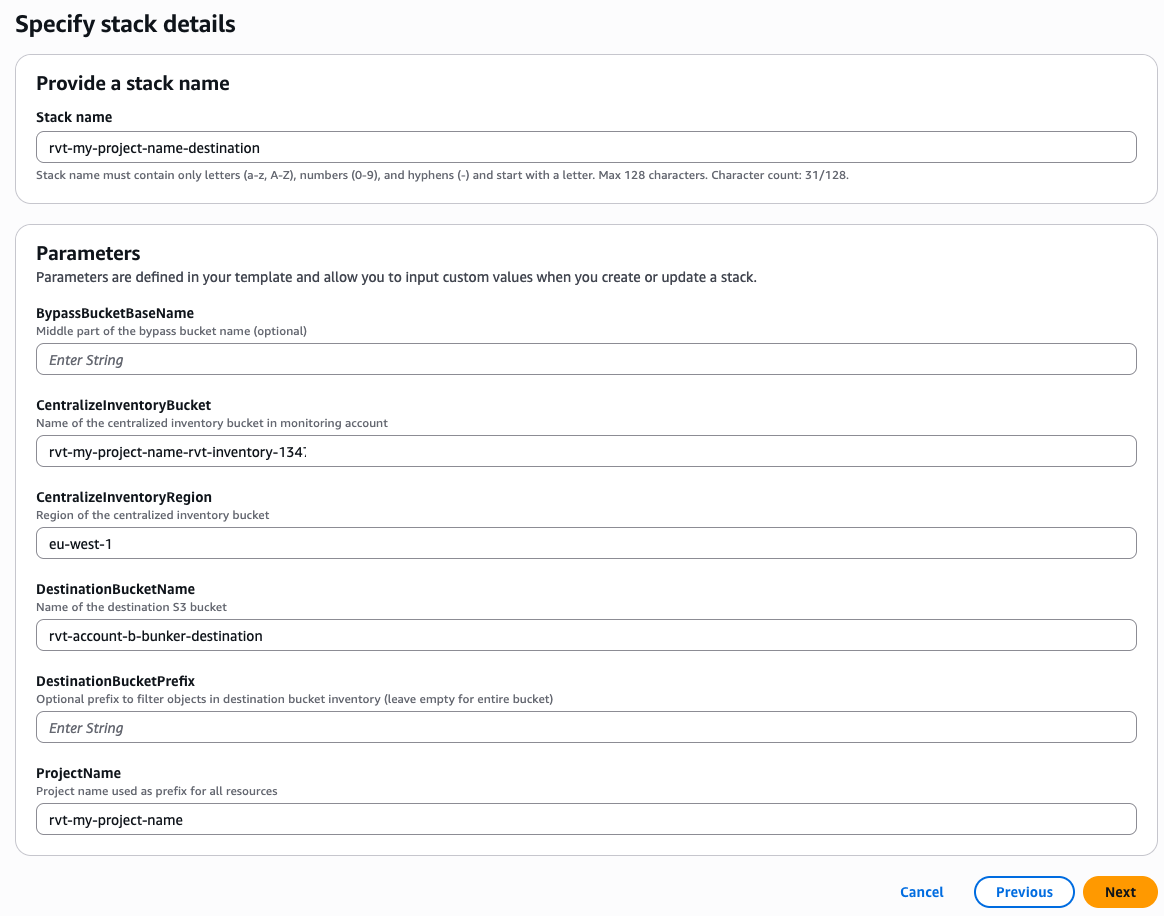 Specify stack details
Provide a stack name
Stack name
rvt-my-project-name-destination
Stack name must contain only letters (a-z, A-Z), numbers (0-9), and hyphens (-) and start with a letter. Max 128 characters. Character count: 31/128.
Parameters
Parameters are defined in your template and allow you to input custom values when you create or update a stack.
BypassBucketBaseName
Middle part of the bypass bucket name (optional)
Enter String
CentralizeInventoryBucket
Name of the centralized inventory bucket in monitoring account
rvt-my-project-name-rvt-inventory-134
CentralizeInventoryRegion
Region of the centralized inventory bucket
eu-west-1
DestinationBucketName
Name of the destination S3 bucket
rvt-account-b-bunker-destination
DestinationBucketPrefix
Optional prefix to filter objects in destination bucket inventory (leave empty for entire bucket)
Enter String
ProjectName
Project name used as prefix for all resources
rvt-my-project-name
Cancel
Previous
Next